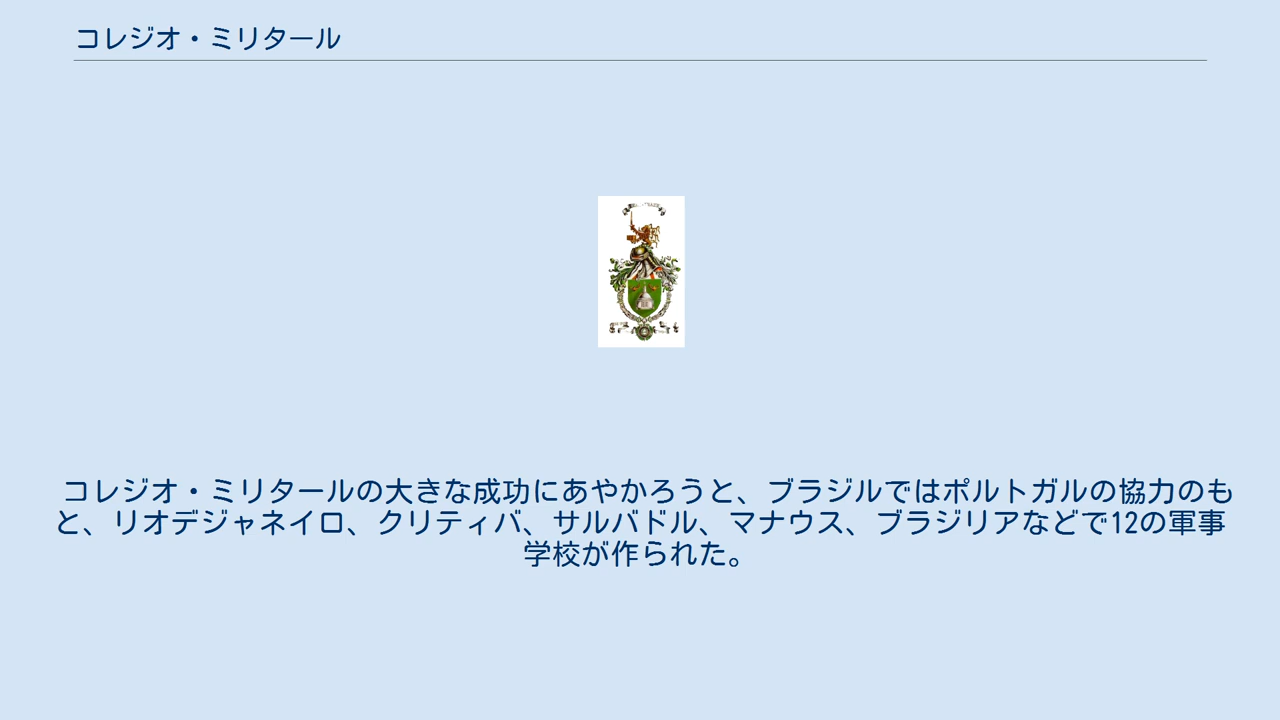 コレジオ・ミリタール
コレジオ・ミリタールの大きな成功にあやかろうと、ブラジルではポルトガルの協力のも
と、リオデジャネイロ、クリティバ、サルバドル、マナウス、ブラジリアなどで12の軍事
学校が作られた。